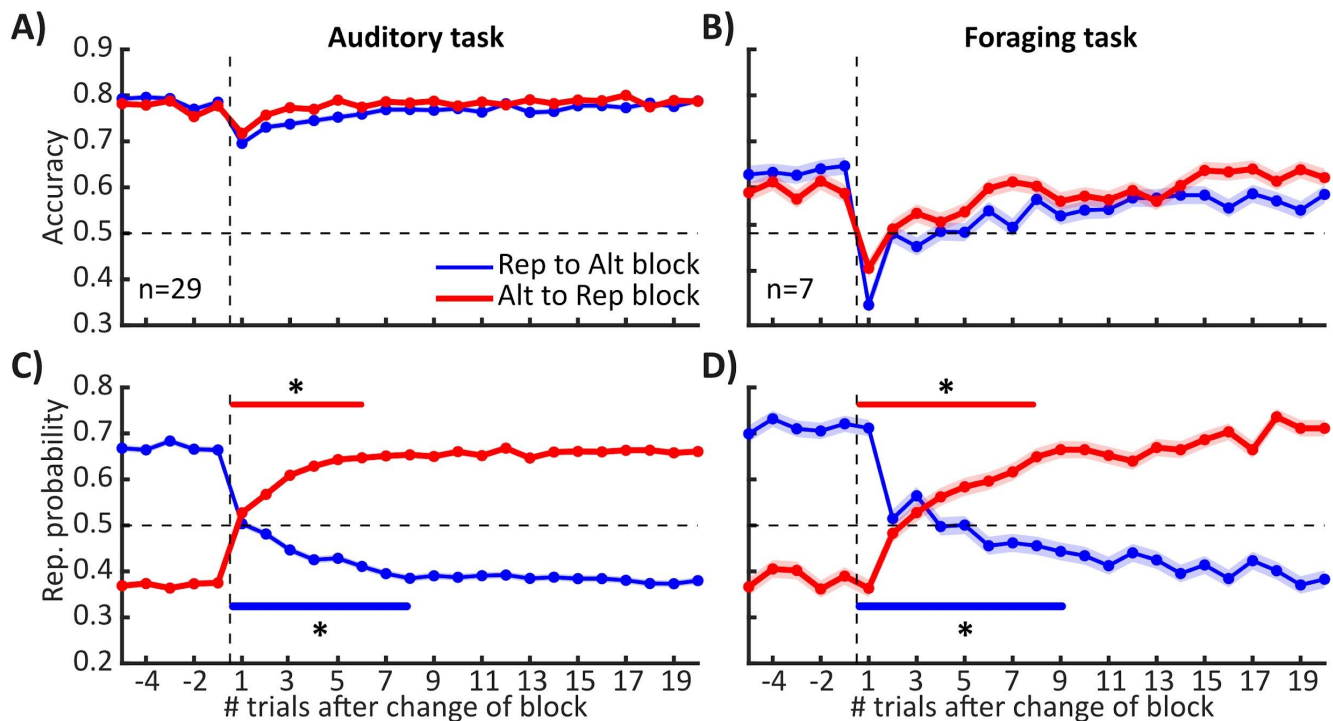 A)
Auditory task
B)
Foraging task
0.9
0.8
0.7
0.6
0.5
0.4
0.3
Accuracy
n=29
Rep to Alt block
Alt to Rep block
n=7
C)
D)
0.8
0.7
0.6
0.5
0.4
0.3
0.2
Rep. probability
*
*
*
*
-4 -2 1 3 5 7 9 11 13 15 17 19
-4 -2 1 3 5 7 9 11 13 15 17 19
# trials after change of block
# trials after change of block